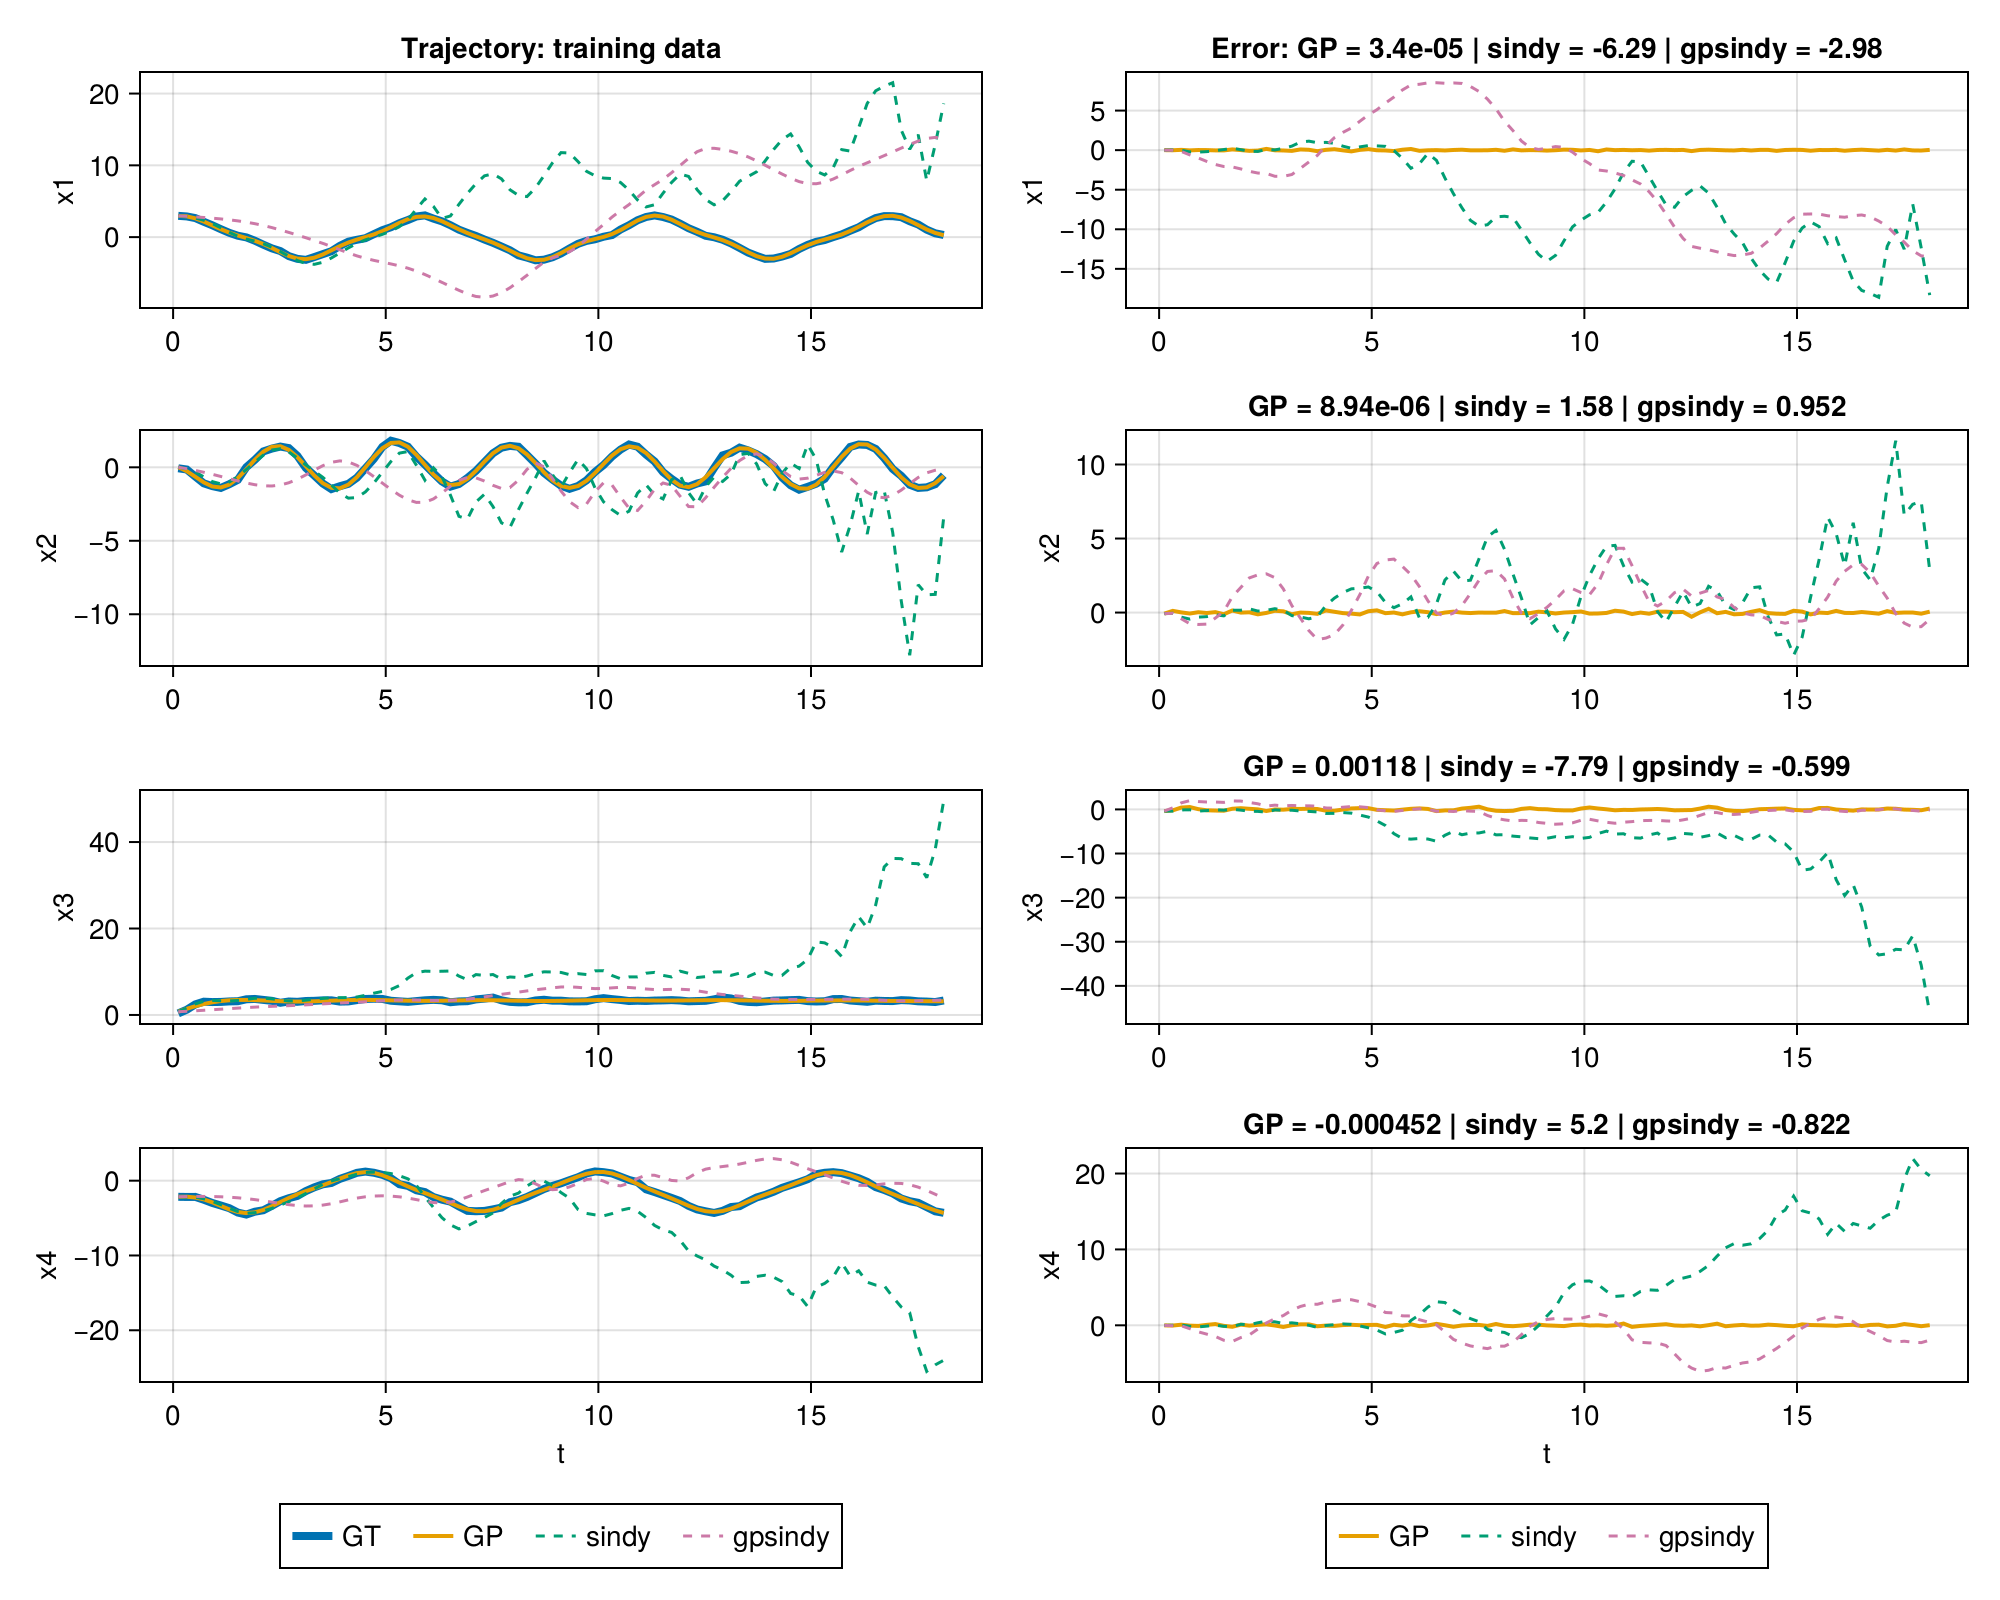 Trajectory: training data
x1
20
10
0
0 5 10 15
Error: GP = 3.4e-05 | sindy = -6.29 | gpsindy = -2.98
x1
5
0
−5
−10
−15
0 5 10 15
x2
0
−5
−10
0 5 10 15
GP = 8.94e-06 | sindy = 1.58 | gpsindy = 0.952
x2
10
5
0
0 5 10 15
x3
40
20
0
0 5 10 15
GP = 0.00118 | sindy = -7.79 | gpsindy = -0.599
x3
0
−10
−20
−30
−40
0 5 10 15
x4
0
−10
−20
0 5 10 15
t
GP = -0.000452 | sindy = 5.2 | gpsindy = -0.822
x4
20
10
0
0 5 10 15
t
GT GP sindy gpsindy
GP sindy gpsindy